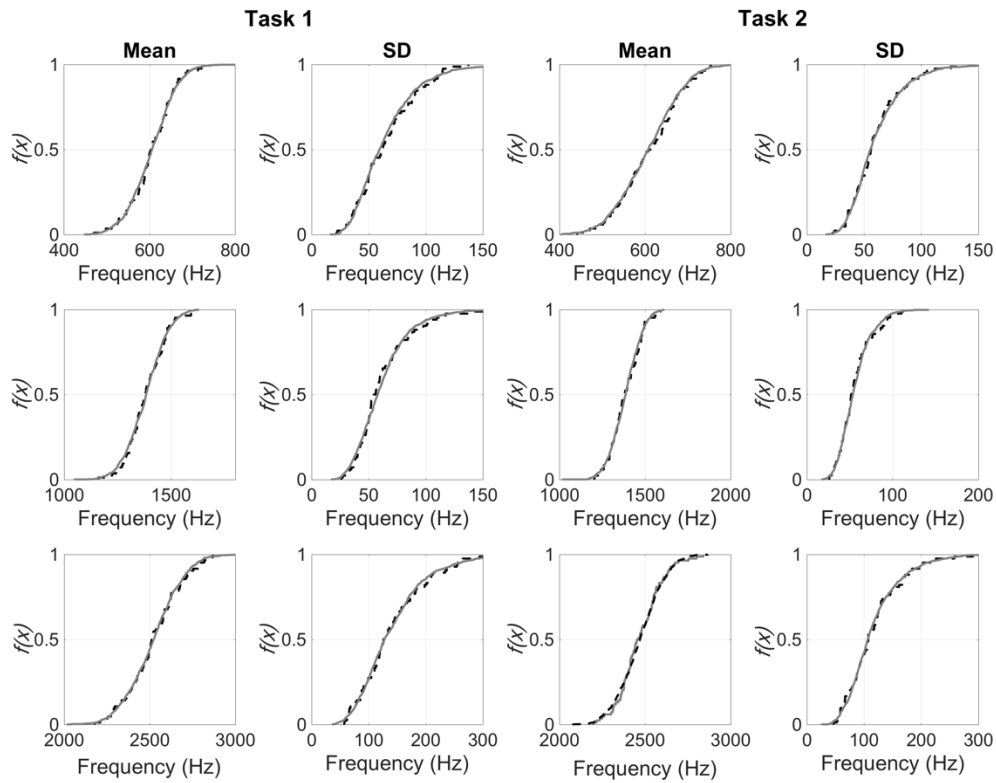 Task 1 Task 2
Mean SD Mean SD
1 1 1 1
f(x) 0.5 f(x) 0.5 f(x) 0.5 f(x) 0.5
0 0 0 0
400 600 800 0 50 100 150 400 600 800 0 50 100 150
Frequency (Hz) Frequency (Hz) Frequency (Hz) Frequency (Hz)
1 1 1 1
f(x) 0.5 f(x) 0.5 f(x) 0.5 f(x) 0.5
0 0 0 0
1000 1500 0 50 100 150 1000 1500 2000 0 100 200
Frequency (Hz) Frequency (Hz) Frequency (Hz) Frequency (Hz)
1 1 1 1
f(x) 0.5 f(x) 0.5 f(x) 0.5 f(x) 0.5
0 0 0 0
2000 2500 3000 0 100 200 300 2000 2500 3000 0 100 200 300
Frequency (Hz) Frequency (Hz) Frequency (Hz) Frequency (Hz)